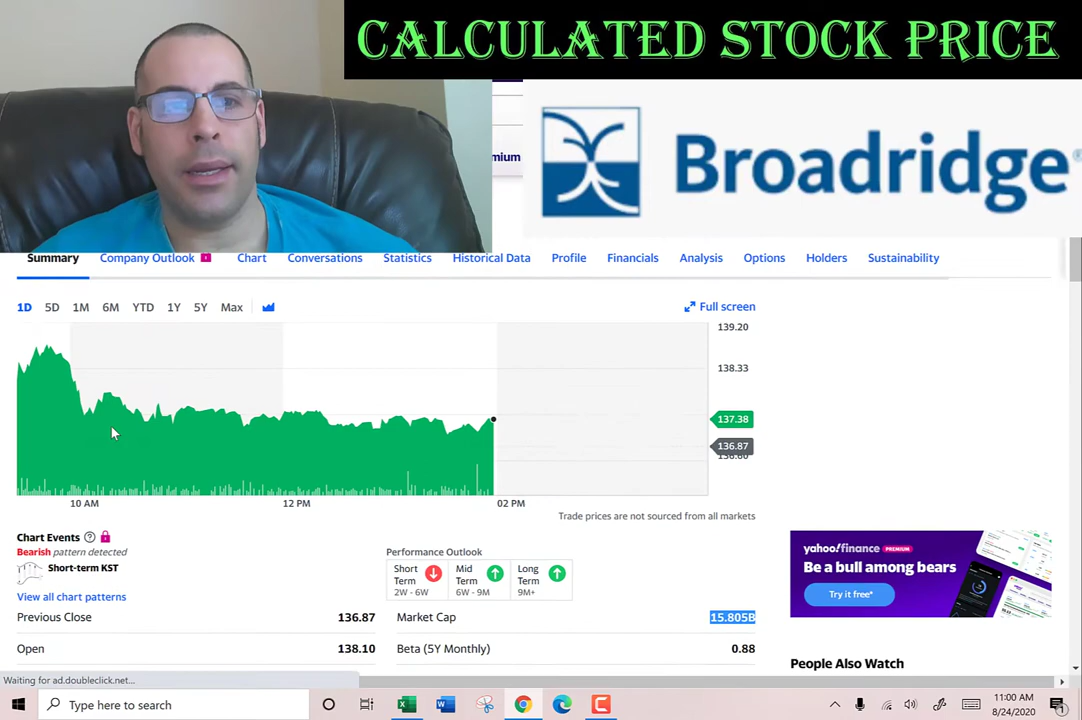 CALCULATED STOCK PRICE
Broadridge®
mium
Summary Company Outlook Chart Conversations Statistics Historical Data Profile Financials Analysis Options Holders Sustainability
1D 5D 1M 6M YTD 1Y 5Y Max Full screen
139.20
138.33
137.38
136.87
10 AM 12 PM 02 PM
Trade prices are not sourced from all markets
Chart Events
Bearish pattern detected
Short-term KST
View all chart patterns
Performance Outlook
Short Term 2W - 6W
Mid Term 6W - 9M
Long Term 9M+
Previous Close 136.87
Market Cap 15.805B
Open 138.10
Beta (5Y Monthly) 0.88
yahoo!finance PREMIUM
Be a bull among bears
Try it free*
People Also Watch
Waiting for ad.doubleclick.net...
Type here to search
11:00 AM
8/24/2020